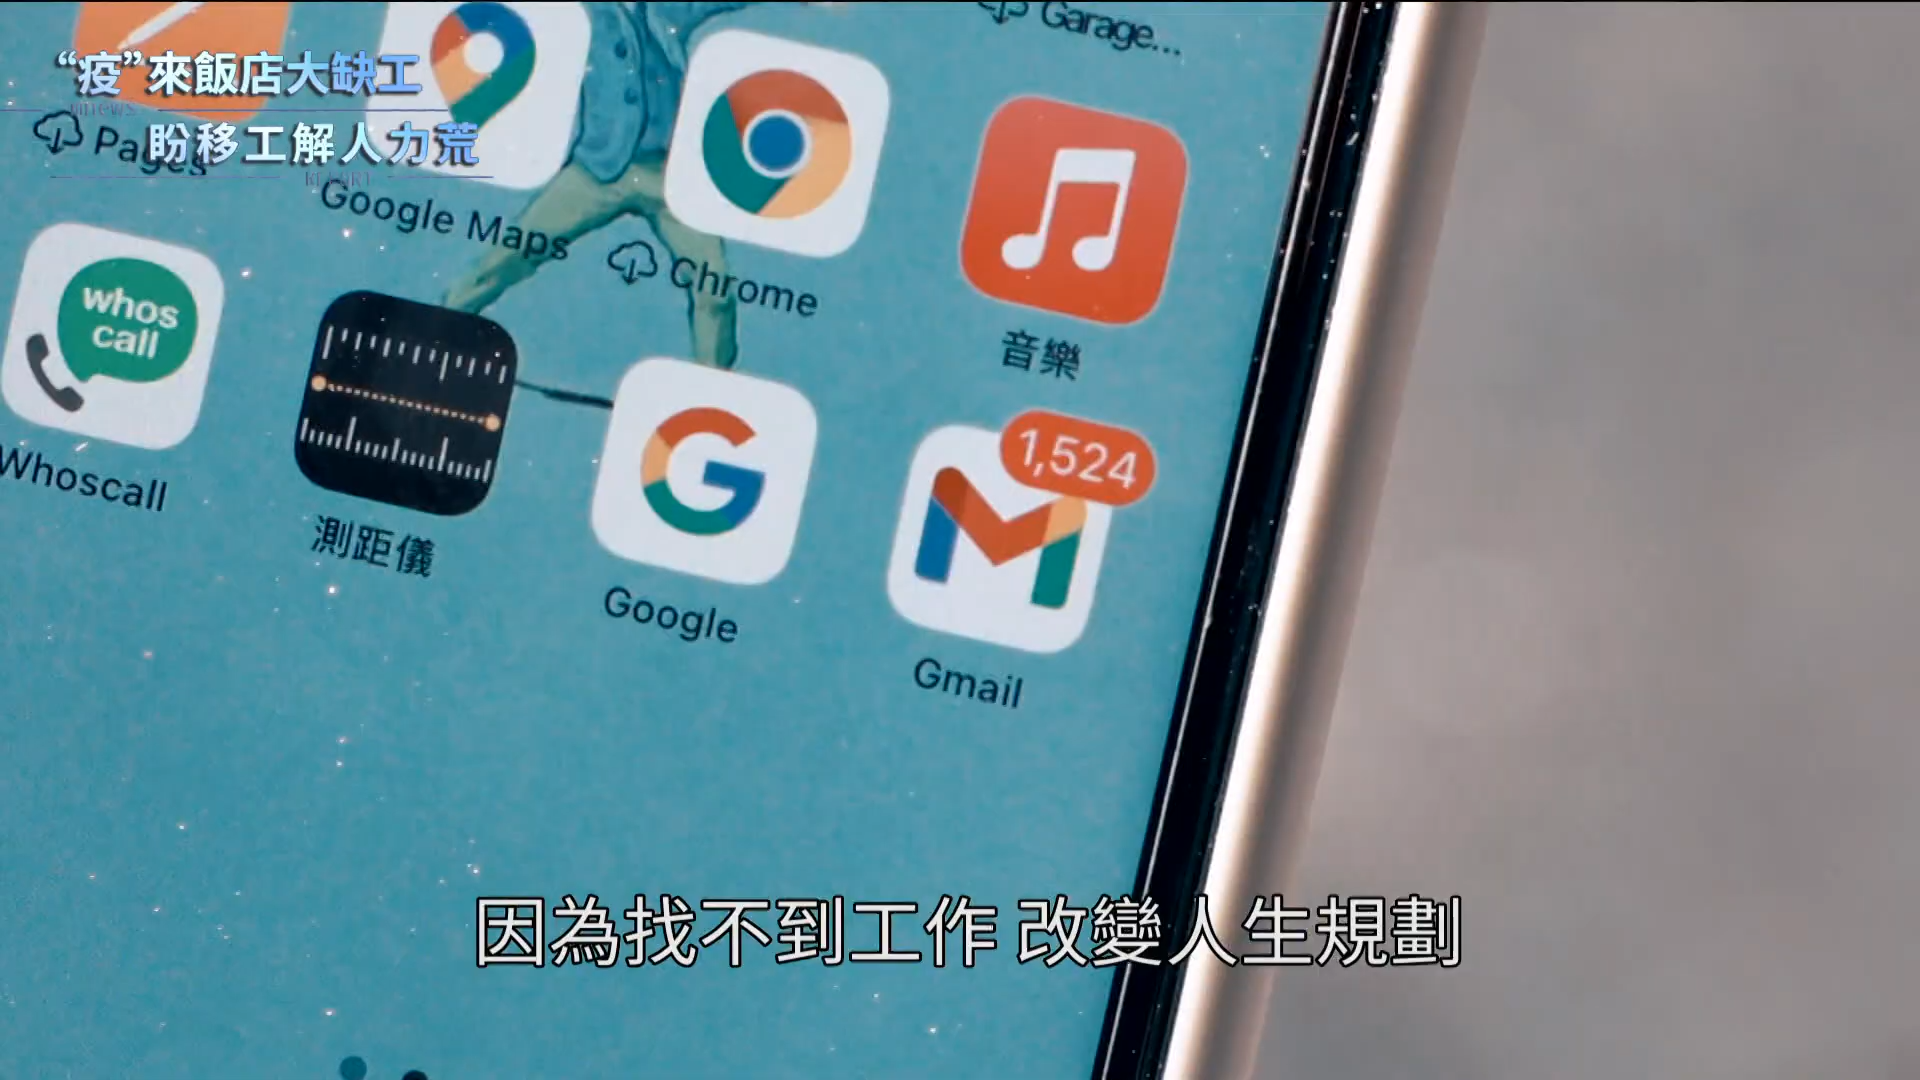 “疫”來飯店大缺工
mnews
盼移工解人力荒
REPORT
Garage...
Pages
Google Maps
Chrome
音樂
whos
call
Whoscall
測距儀
Google
1,524
Gmail
因為找不到工作 改變人生規劃